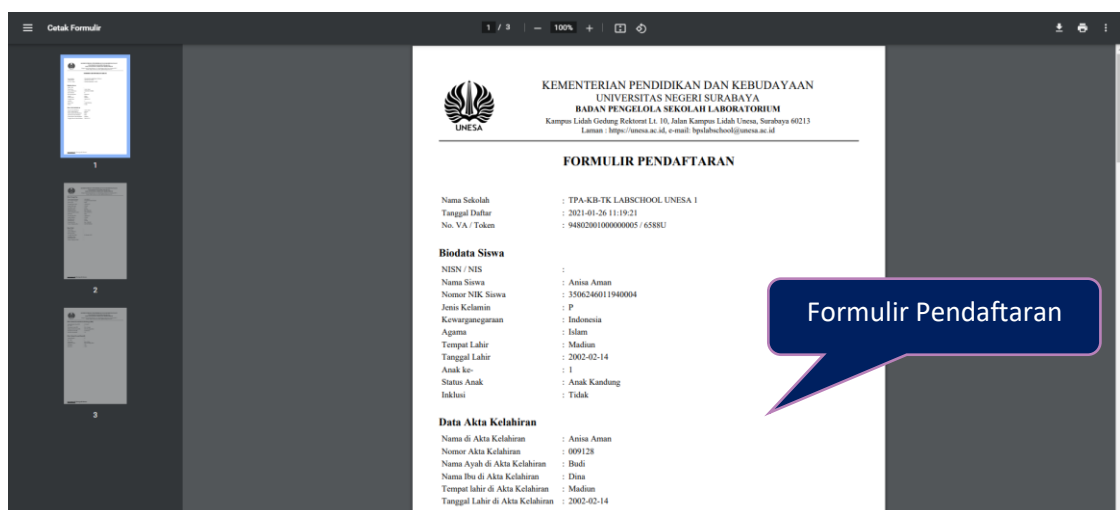 Cetak Formulir
1 / 3
100%
1
2
3
UNESA
KEMENTERIAN PENDIDIKAN DAN KEBUDAYAAN
UNIVERSITAS NEGERI SURABAYA
BADAN PENGELOLA SEKOLAH LABORATORIUM
Kampus Lidah Gedung Rektorat Lt. 10, Jalan Kampus Lidah Unesa, Surabaya 60213
Laman : https://unesa.ac.id, e-mail: bpslabschool@unesa.ac.id
FORMULIR PENDAFTARAN
Nama Sekolah : TPA-KB-TK LABSCHOOL UNESA 1
Tanggal Daftar : 2021-01-26 11:19:21
No. VA / Token : 94802001000000005 / 6588U
Biodata Siswa
NISN / NIS :
Nama Siswa : Anisa Aman
Nomor NIK Siswa : 3506246011940004
Jenis Kelamin : P
Kewarganegaraan : Indonesia
Agama : Islam
Tempat Lahir : Madiun
Tanggal Lahir : 2002-02-14
Anak ke- : 1
Status Anak : Anak Kandung
Inklusi : Tidak
Data Akta Kelahiran
Nama di Akta Kelahiran : Anisa Aman
Nomor Akta Kelahiran : 009128
Nama Ayah di Akta Kelahiran : Budi
Nama Ibu di Akta Kelahiran : Dina
Tempat lahir di Akta Kelahiran : Madiun
Tanggal Lahir di Akta Kelahiran : 2002-02-14
Formulir Pendaftaran